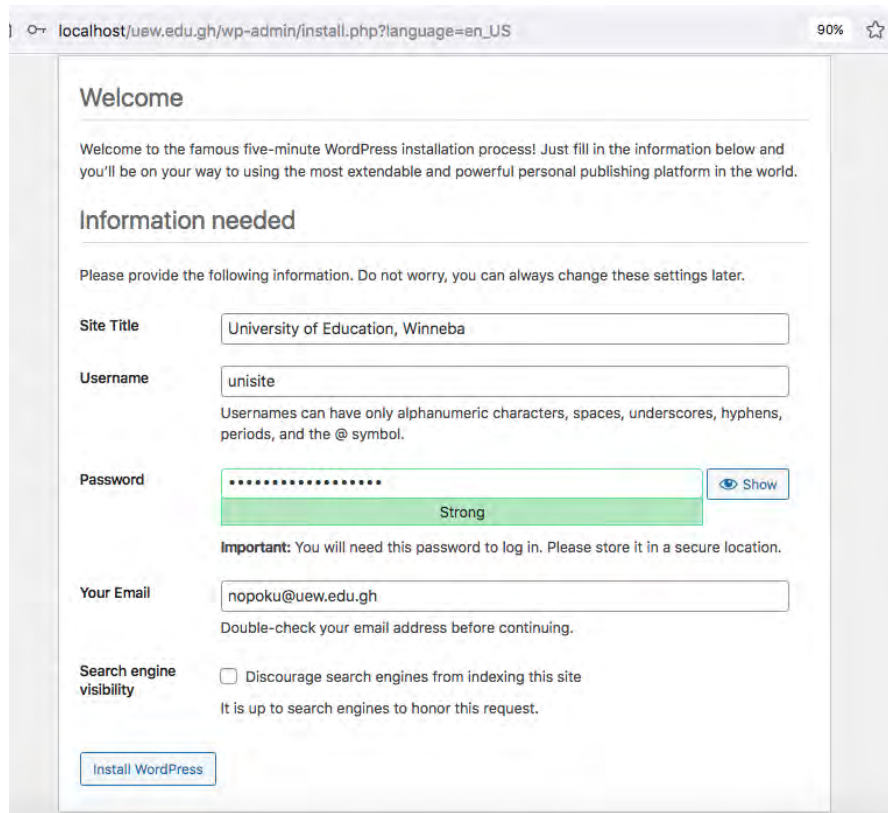 localhost/uew.edu.gh/wp-admin/install.php?language=en_US
90%
Welcome
Welcome to the famous five-minute WordPress installation process! Just fill in the information below and
you'll be on your way to using the most extendable and powerful personal publishing platform in the world.
Information needed
Please provide the following information. Do not worry, you can always change these settings later.
Site Title
University of Education, Winneba
Username
unisite
Usernames can have only alphanumeric characters, spaces, underscores, hyphens,
periods, and the @ symbol.
Password
••••••••••••••••••
Show
Strong
Important: You will need this password to log in. Please store it in a secure location.
Your Email
nopoku@uew.edu.gh
Double-check your email address before continuing.
Search engine
visibility
Discourage search engines from indexing this site
It is up to search engines to honor this request.
Install WordPress